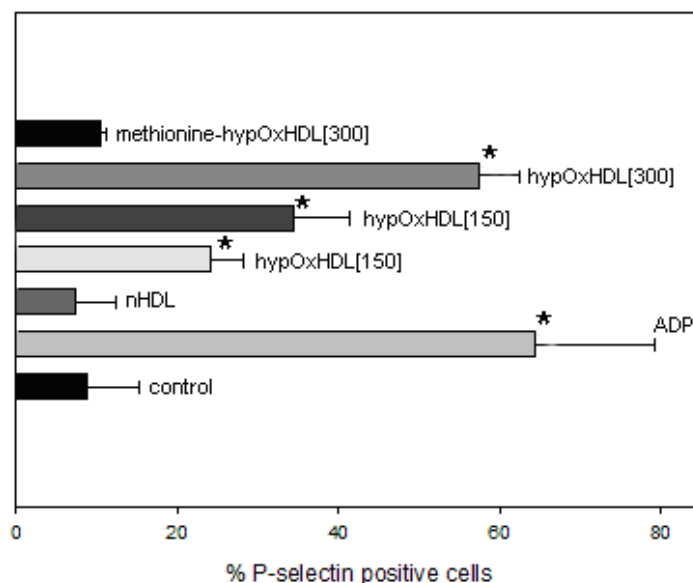 methionine-hypOxHDL[300]
*
hypOxHDL[300]
*
hypOxHDL[150]
*
hypOxHDL[150]
nHDL
*
ADP
control
0 20 40 60 80
% P-selectin positive cells